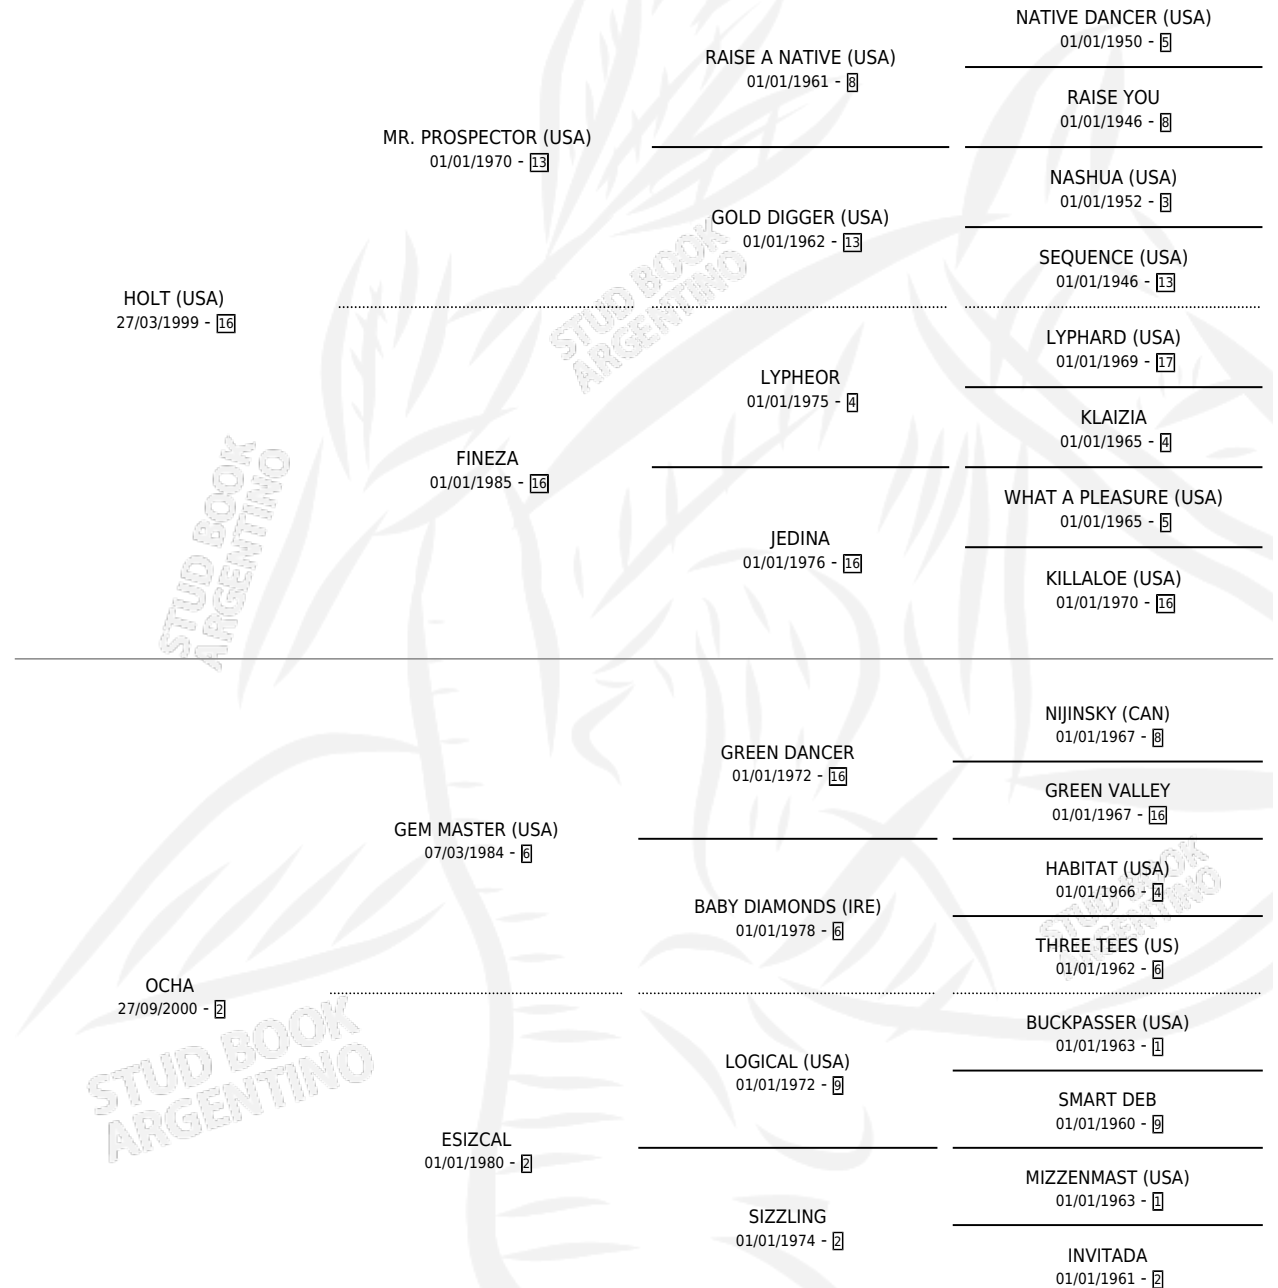 NATIVE DANCER (USA)
01/01/1950 - 5
RAISE A NATIVE (USA)
01/01/1961 - 8
RAISE YOU
01/01/1946 - 8
MR. PROSPECTOR (USA)
01/01/1970 - 13
NASHUA (USA)
01/01/1952 - 3
GOLD DIGGER (USA)
01/01/1962 - 13
SEQUENCE (USA)
01/01/1946 - 13
HOLT (USA)
27/03/1999 - 16
STUD BOOK
ARGENTINO
LYPHARD (USA)
01/01/1969 - 17
LYPHEOR
01/01/1975 - 4
KLAIZIA
01/01/1965 - 4
FINEZA
01/01/1985 - 16
WHAT A PLEASURE (USA)
01/01/1965 - 5
JEDINA
01/01/1976 - 16
KILLALOE (USA)
01/01/1970 - 16
STUD BOOK
ARGENTINO
NIJINSKY (CAN)
01/01/1967 - 8
GREEN DANCER
01/01/1972 - 16
GREEN VALLEY
01/01/1967 - 16
GEM MASTER (USA)
07/03/1984 - 6
HABITAT (USA)
01/01/1966 - 4
BABY DIAMONDS (IRE)
01/01/1978 - 6
THREE TEES (US)
01/01/1962 - 6
STUD BOOK
ARGENTINO
OCHA
27/09/2000 - 2
BUCKPASSER (USA)
01/01/1963 - 1
LOGICAL (USA)
01/01/1972 - 9
SMART DEB
01/01/1960 - 9
STUD BOOK
ARGENTINO
ESIZCAL
01/01/1980 - 2
MIZZENMAST (USA)
01/01/1963 - 1
SIZZLING
01/01/1974 - 2
INVITADA
01/01/1961 - 2